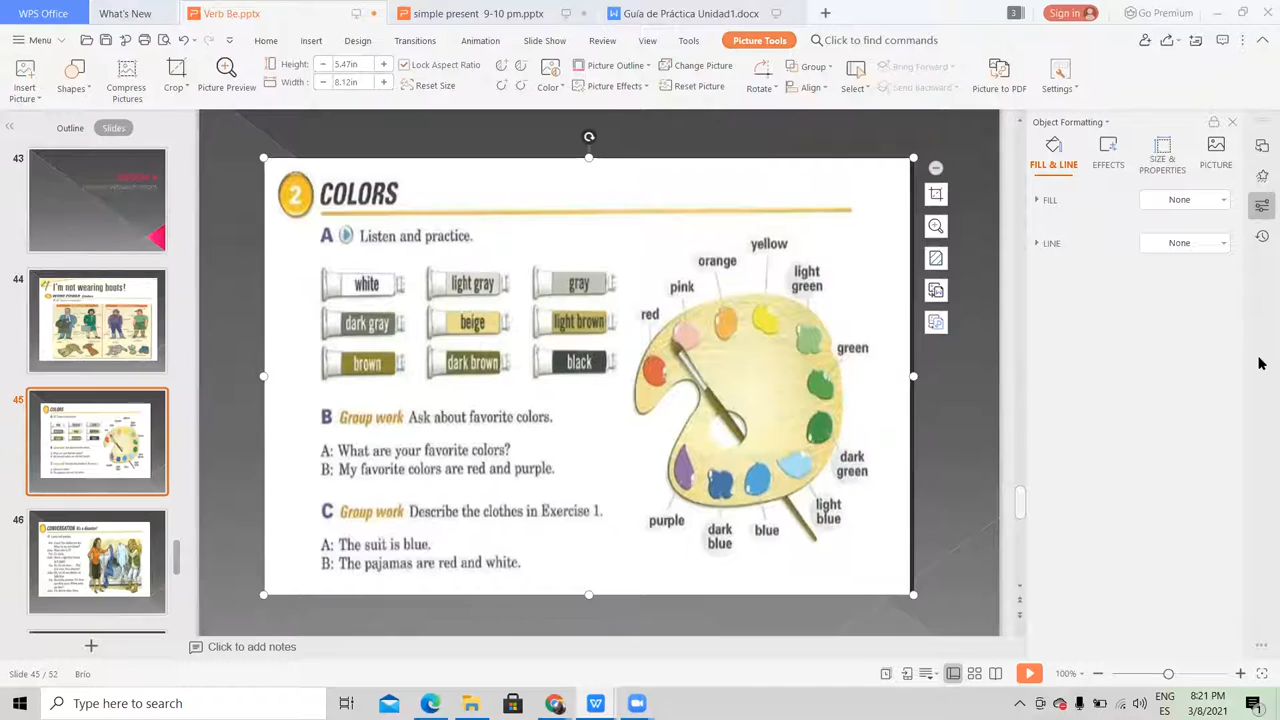 WPS Office
Verb Be.pptx
simple present 9-10 pm.pptx
Guía de Práctica Unidad1.docx
3
Sign in
Go Premium
Menu
Home
Insert
Design
Transitions
Animation
Slide Show
Review
View
Tools
Picture Tools
Click to find commands
Insert Picture
Shapes
Compress Pictures
Crop
Picture Preview
Height: 5.47in
Width : 8.12in
Lock Aspect Ratio
Reset Size
Color
Picture Outline
Picture Effects
Change Picture
Reset Picture
Rotate
Group
Align
Select
Bring Forward
Send Backward
Picture to PDF
Settings
Outline
Slides
43
44
I'm not wearing boots!
45
COLORS
46
CONVERSATION It's a disaster!
2 COLORS
A Listen and practice.
white
light gray
gray
dark gray
beige
light brown
brown
dark brown
black
B Group work Ask about favorite colors.
A: What are your favorite colors?
B: My favorite colors are red and purple.
C Group work Describe the clothes in Exercise 1.
A: The suit is blue.
B: The pajamas are red and white.
red
pink
orange
yellow
light
green
green
dark
green
light
blue
blue
dark
blue
purple
Object Formatting
FILL & LINE
EFFECTS
SIZE &
PROPERTIES
PICTURE
FILL
None
LINE
None
Click to add notes
Slide 45 / 52
Brío
100%
Type here to search
ENG
ES
8:21 PM
3/8/2021
1